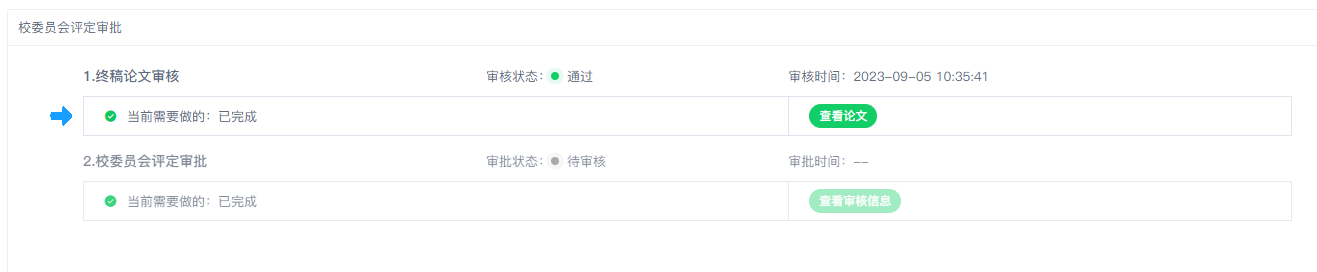 校委员会评定审批
1.终稿论文审核 审核状态： 通过 审核时间：2023-09-05 10:35:41
当前需要做的：已完成 查看论文
2.校委员会评定审批 审批状态： 待审核 审批时间：--
当前需要做的：已完成 查看审核信息